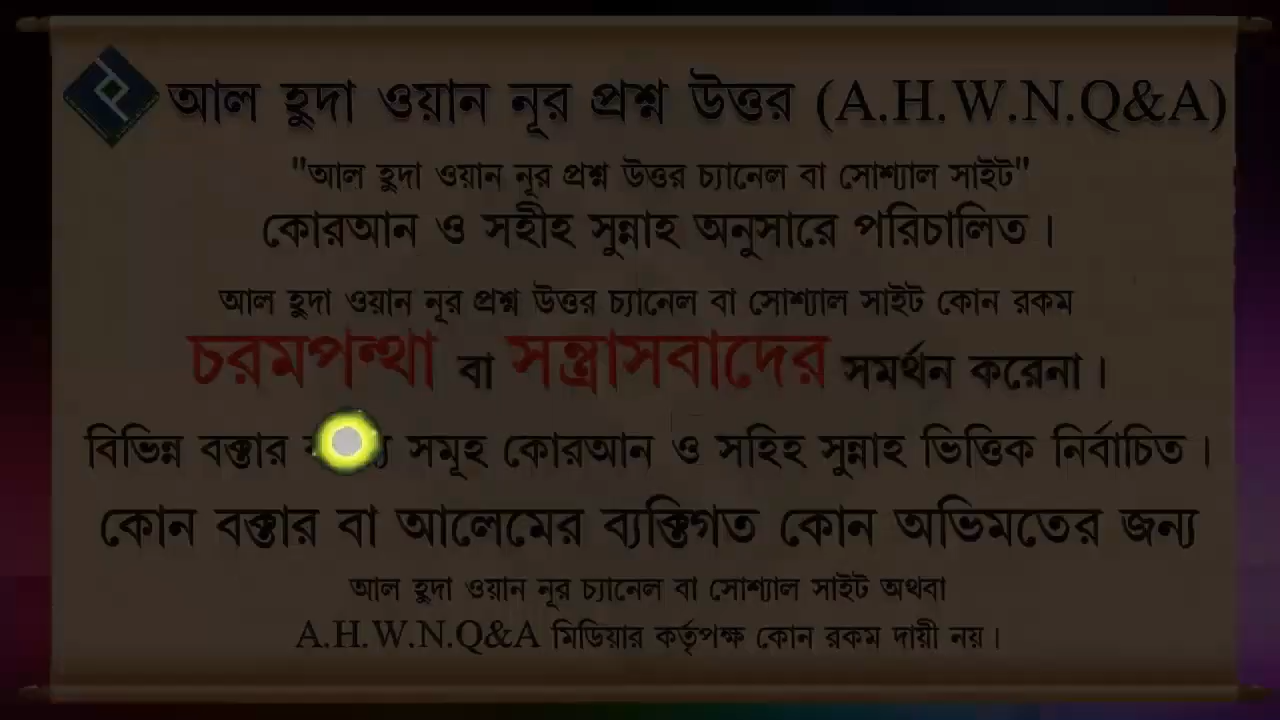 আল হুদা ওয়ান নূর প্রশ্ন উত্তর (A.H.W.N.Q&A)
"আল হুদা ওয়ান নূর প্রশ্ন উত্তর চ্যানেল বা সোশ্যাল সাইট"
কোরআন ও সহীহ সুন্নাহ অনুসারে পরিচালিত ।
আল হুদা ওয়ান নূর প্রশ্ন উত্তর চ্যানেল বা সোশ্যাল সাইট কোন রকম
চরমপন্থা বা সন্ত্রাসবাদের সমর্থন করেনা ।
বিভিন্ন বক্তার সমূহ কোরআন ও সহিহ সুন্নাহ ভিত্তিক নির্বাচিত ।
কোন বক্তার বা আলেমের ব্যক্তিগত কোন অভিমতের জন্য
আল হুদা ওয়ান নূর চ্যানেল বা সোশ্যাল সাইট অথবা
A.H.W.N.Q&A মিডিয়ার কর্তৃপক্ষ কোন রকম দায়ী নয় ।